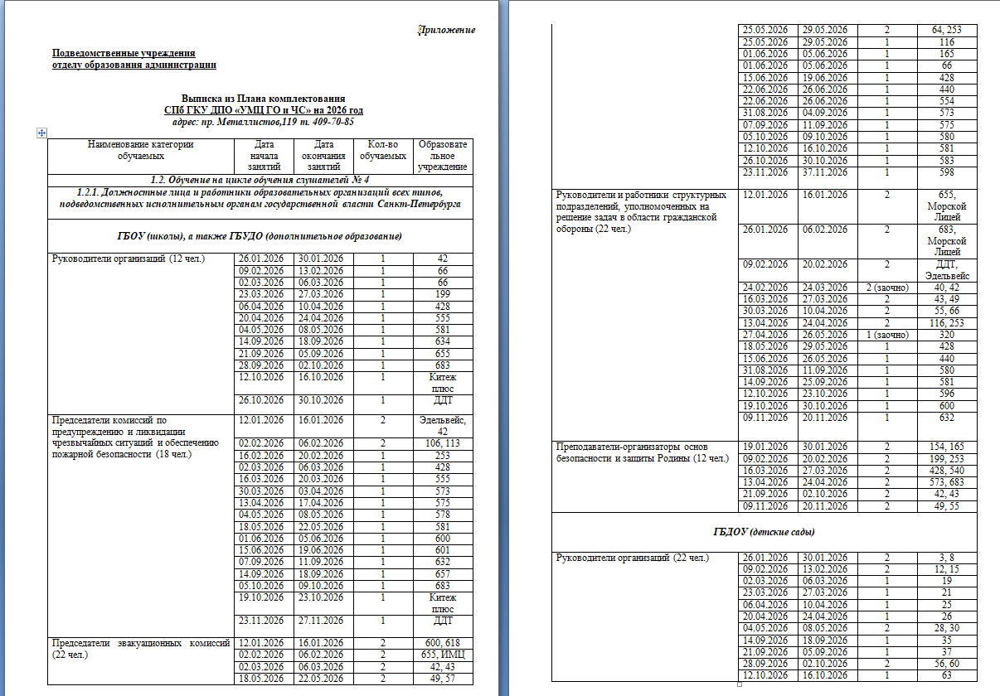 Приложение
Подведомственные учреждения
отделу образования администрации
Выписка из Плана комплектования
СПб ГКУ ДПО «УМЦ ГО и ЧС» на 2026 год
адрес: пр. Металлистов,119 т. 409-70-85
Наименование категории обучаемых Дата начала занятий Дата окончания занятий Кол-во обучаемых Образовате льное учреждение
1.2. Обучение на цикле обучения слушателей № 4
1.2.1. Должностные лица и работники образовательных организаций всех типов,
подведомственных исполнительным органам государственной власти Санкт-Петербурга
ГБОУ (школы), а также ГБУДО (дополнительное образование)
Руководители организаций (12 чел.) 26.01.2026 30.01.2026 1 42
09.02.2026 13.02.2026 1 66
02.03.2026 06.03.2026 1 66
23.03.2026 27.03.2026 1 199
06.04.2026 10.04.2026 1 428
20.04.2026 24.04.2026 1 555
04.05.2026 08.05.2026 1 581
14.09.2026 18.09.2026 1 634
21.09.2026 05.09.2026 1 655
28.09.2026 02.10.2026 1 683
12.10.2026 16.10.2026 1 Китеж
плюс
26.10.2026 30.10.2026 1 ДДТ
Председатели комиссий по 12.01.2026 16.01.2026 2 Эдельвейс,
предупреждению и ликвидации 42
чрезвычайных ситуаций и обеспечению 02.02.2026 06.02.2026 2 106, 113
пожарной безопасности (18 чел.) 16.02.2026 20.02.2026 1 253
02.03.2026 06.03.2026 1 428
16.03.2026 20.03.2026 1 555
30.03.2026 03.04.2026 1 573
13.04.2026 17.04.2026 1 575
04.05.2026 08.05.2026 1 578
18.05.2026 22.05.2026 1 581
01.06.2026 05.06.2026 1 600
15.06.2026 19.06.2026 1 601
07.09.2026 11.09.2026 1 632
14.09.2026 18.09.2026 1 657
05.10.2026 09.10.2026 1 683
19.10.2026 23.10.2026 1 Китеж
плюс
23.11.2026 27.11.2026 1 ДДТ
Председатели эвакуационных комиссий 12.01.2026 16.01.2026 2 600, 618
(22 чел.) 02.02.2026 06.02.2026 2 655, ИМЦ
02.03.2026 06.03.2026 2 42, 43
18.05.2026 22.05.2026 2 49, 57
25.05.2026 29.05.2026 2 64, 253
25.05.2026 29.05.2026 1 116
01.06.2026 05.06.2026 1 165
01.06.2026 05.06.2026 1 66
15.06.2026 19.06.2026 1 428
22.06.2026 26.06.2026 1 440
22.06.2026 26.06.2026 1 554
31.08.2026 04.09.2026 1 573
07.09.2026 11.09.2026 1 575
05.10.2026 09.10.2026 1 580
12.10.2026 16.10.2026 1 581
26.10.2026 30.10.2026 1 583
23.11.2026 37.11.2026 1 598
Руководители и работники структурных 12.01.2026 16.01.2026 2 655,
подразделений, уполномоченных на Морской
решение задач в области гражданской Лицей
обороны (22 чел.) 26.01.2026 06.02.2026 2 683,
Морской
Лицей
09.02.2026 20.02.2026 2 ДДТ,
Эдельвейс
24.02.2026 24.03.2026 2 (заочно) 40, 42
16.03.2026 27.03.2026 2 43, 49
30.03.2026 10.04.2026 2 55, 66
13.04.2026 24.04.2026 2 116, 253
27.04.2026 26.05.2026 1 (заочно) 320
18.05.2026 29.05.2026 1 428
15.06.2026 26.05.2026 1 440
31.08.2026 11.09.2026 1 580
14.09.2026 25.09.2026 1 581
12.10.2026 23.10.2026 1 596
19.10.2026 30.10.2026 1 600
09.11.2026 20.11.2026 1 632
Преподаватели-организаторы основ 19.01.2026 30.01.2026 2 154, 165
безопасности и защиты Родины (12 чел.) 09.02.2026 20.02.2026 2 199, 253
16.03.2026 27.03.2026 2 428, 540
13.04.2026 24.04.2026 2 573, 683
21.09.2026 02.10.2026 2 42, 43
09.11.2026 20.11.2026 2 49, 55
ГБДОУ (детские сады)
Руководители организаций (22 чел.) 26.01.2026 30.01.2026 2 3, 8
09.02.2026 13.02.2026 2 12, 15
02.03.2026 06.03.2026 1 19
23.03.2026 27.03.2026 1 21
06.04.2026 10.04.2026 1 25
20.04.2026 24.04.2026 1 26
04.05.2026 08.05.2026 2 28, 30
14.09.2026 18.09.2026 1 35
21.09.2026 05.09.2026 1 37
28.09.2026 02.10.2026 2 56, 60
12.10.2026 16.10.2026 1 63